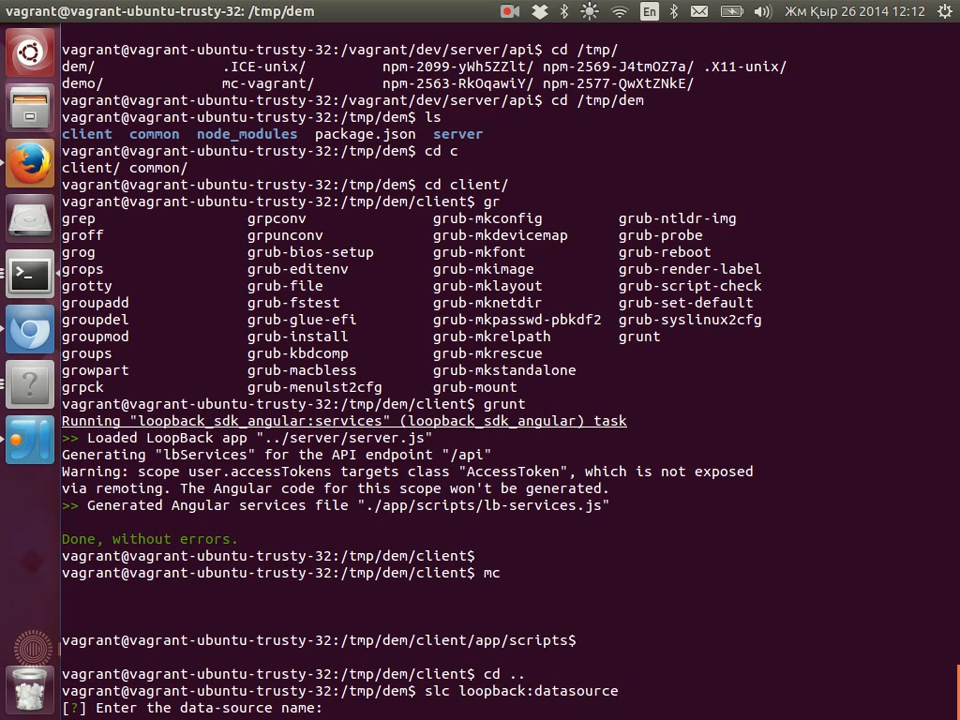 vagrant@vagrant-ubuntu-trusty-32: /tmp/dem En Жм Қыр 26 2014 12:12
vagrant@vagrant-ubuntu-trusty-32:/vagrant/dev/server/api$ cd /tmp/
dem/ .ICE-unix/ npm-2099-yWh5ZZlt/ npm-2569-J4tmOZ7a/ .X11-unix/
demo/ mc-vagrant/ npm-2563-RkOqawiY/ npm-2577-QwXtZNkE/
vagrant@vagrant-ubuntu-trusty-32:/vagrant/dev/server/api$ cd /tmp/dem
vagrant@vagrant-ubuntu-trusty-32:/tmp/dem$ ls
client common node_modules package.json server
vagrant@vagrant-ubuntu-trusty-32:/tmp/dem$ cd c
client/ common/
vagrant@vagrant-ubuntu-trusty-32:/tmp/dem$ cd client/
vagrant@vagrant-ubuntu-trusty-32:/tmp/dem/client$ gr
grep grpconv grub-mkconfig grub-ntldr-img
groff grpunconv grub-mkdevicemap grub-probe
grog grub-bios-setup grub-mkfont grub-reboot
grops grub-editenv grub-mkimage grub-render-label
grotty grub-file grub-mklayout grub-script-check
groupadd grub-fstest grub-mknetdir grub-set-default
groupdel grub-glue-efi grub-mkpasswd-pbkdf2 grub-syslinux2cfg
groupmod grub-install grub-mkrelpath grunt
groups grub-kbdcomp grub-mkrescue
growpart grub-macbless grub-mkstandalone
grpck grub-menulst2cfg grub-mount
vagrant@vagrant-ubuntu-trusty-32:/tmp/dem/client$ grunt
Running "loopback_sdk_angular:services" (loopback_sdk_angular) task
>> Loaded LoopBack app "../server/server.js"
Generating "lbServices" for the API endpoint "/api"
Warning: scope user.accessTokens targets class "AccessToken", which is not exposed
via remoting. The Angular code for this scope won't be generated.
>> Generated Angular services file "./app/scripts/lb-services.js"
Done, without errors.
vagrant@vagrant-ubuntu-trusty-32:/tmp/dem/client$
vagrant@vagrant-ubuntu-trusty-32:/tmp/dem/client$ mc
vagrant@vagrant-ubuntu-trusty-32:/tmp/dem/client/app/scripts$
vagrant@vagrant-ubuntu-trusty-32:/tmp/dem/client$ cd ..
vagrant@vagrant-ubuntu-trusty-32:/tmp/dem$ slc loopback:datasource
[?] Enter the data-source name: